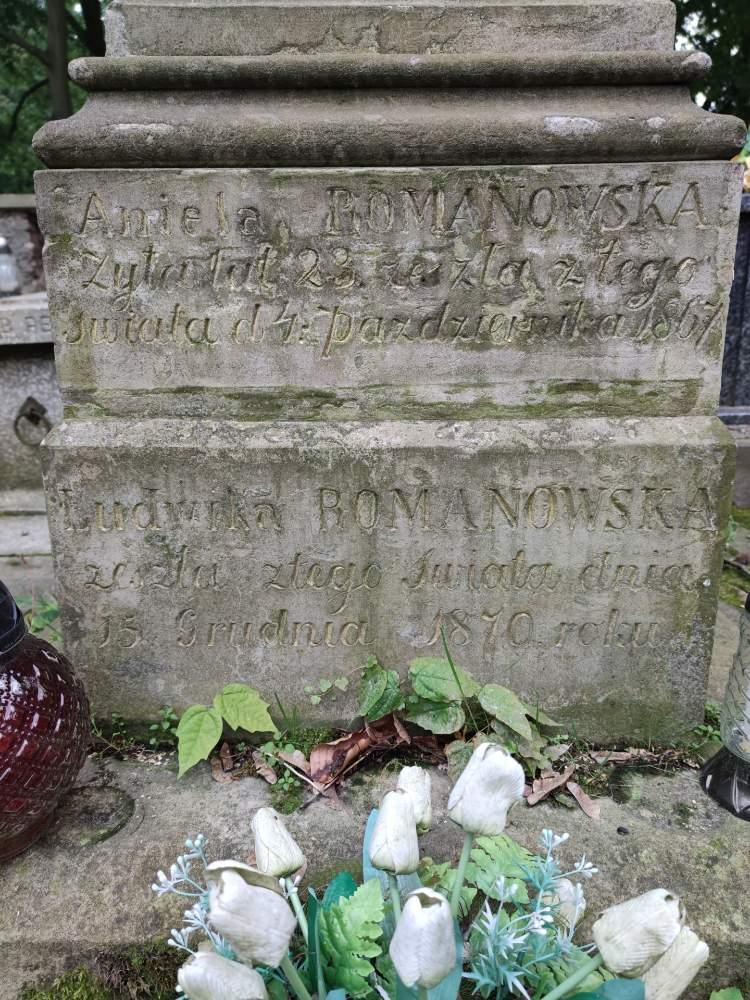 Aniela ROMANOWSKA
Żyła lat 23. zeszła z tego
świata d 4. Października 1867
Ludwika ROMANOWSKA
zeszła ztego świata dnia
15 Grudnia 1870 roku